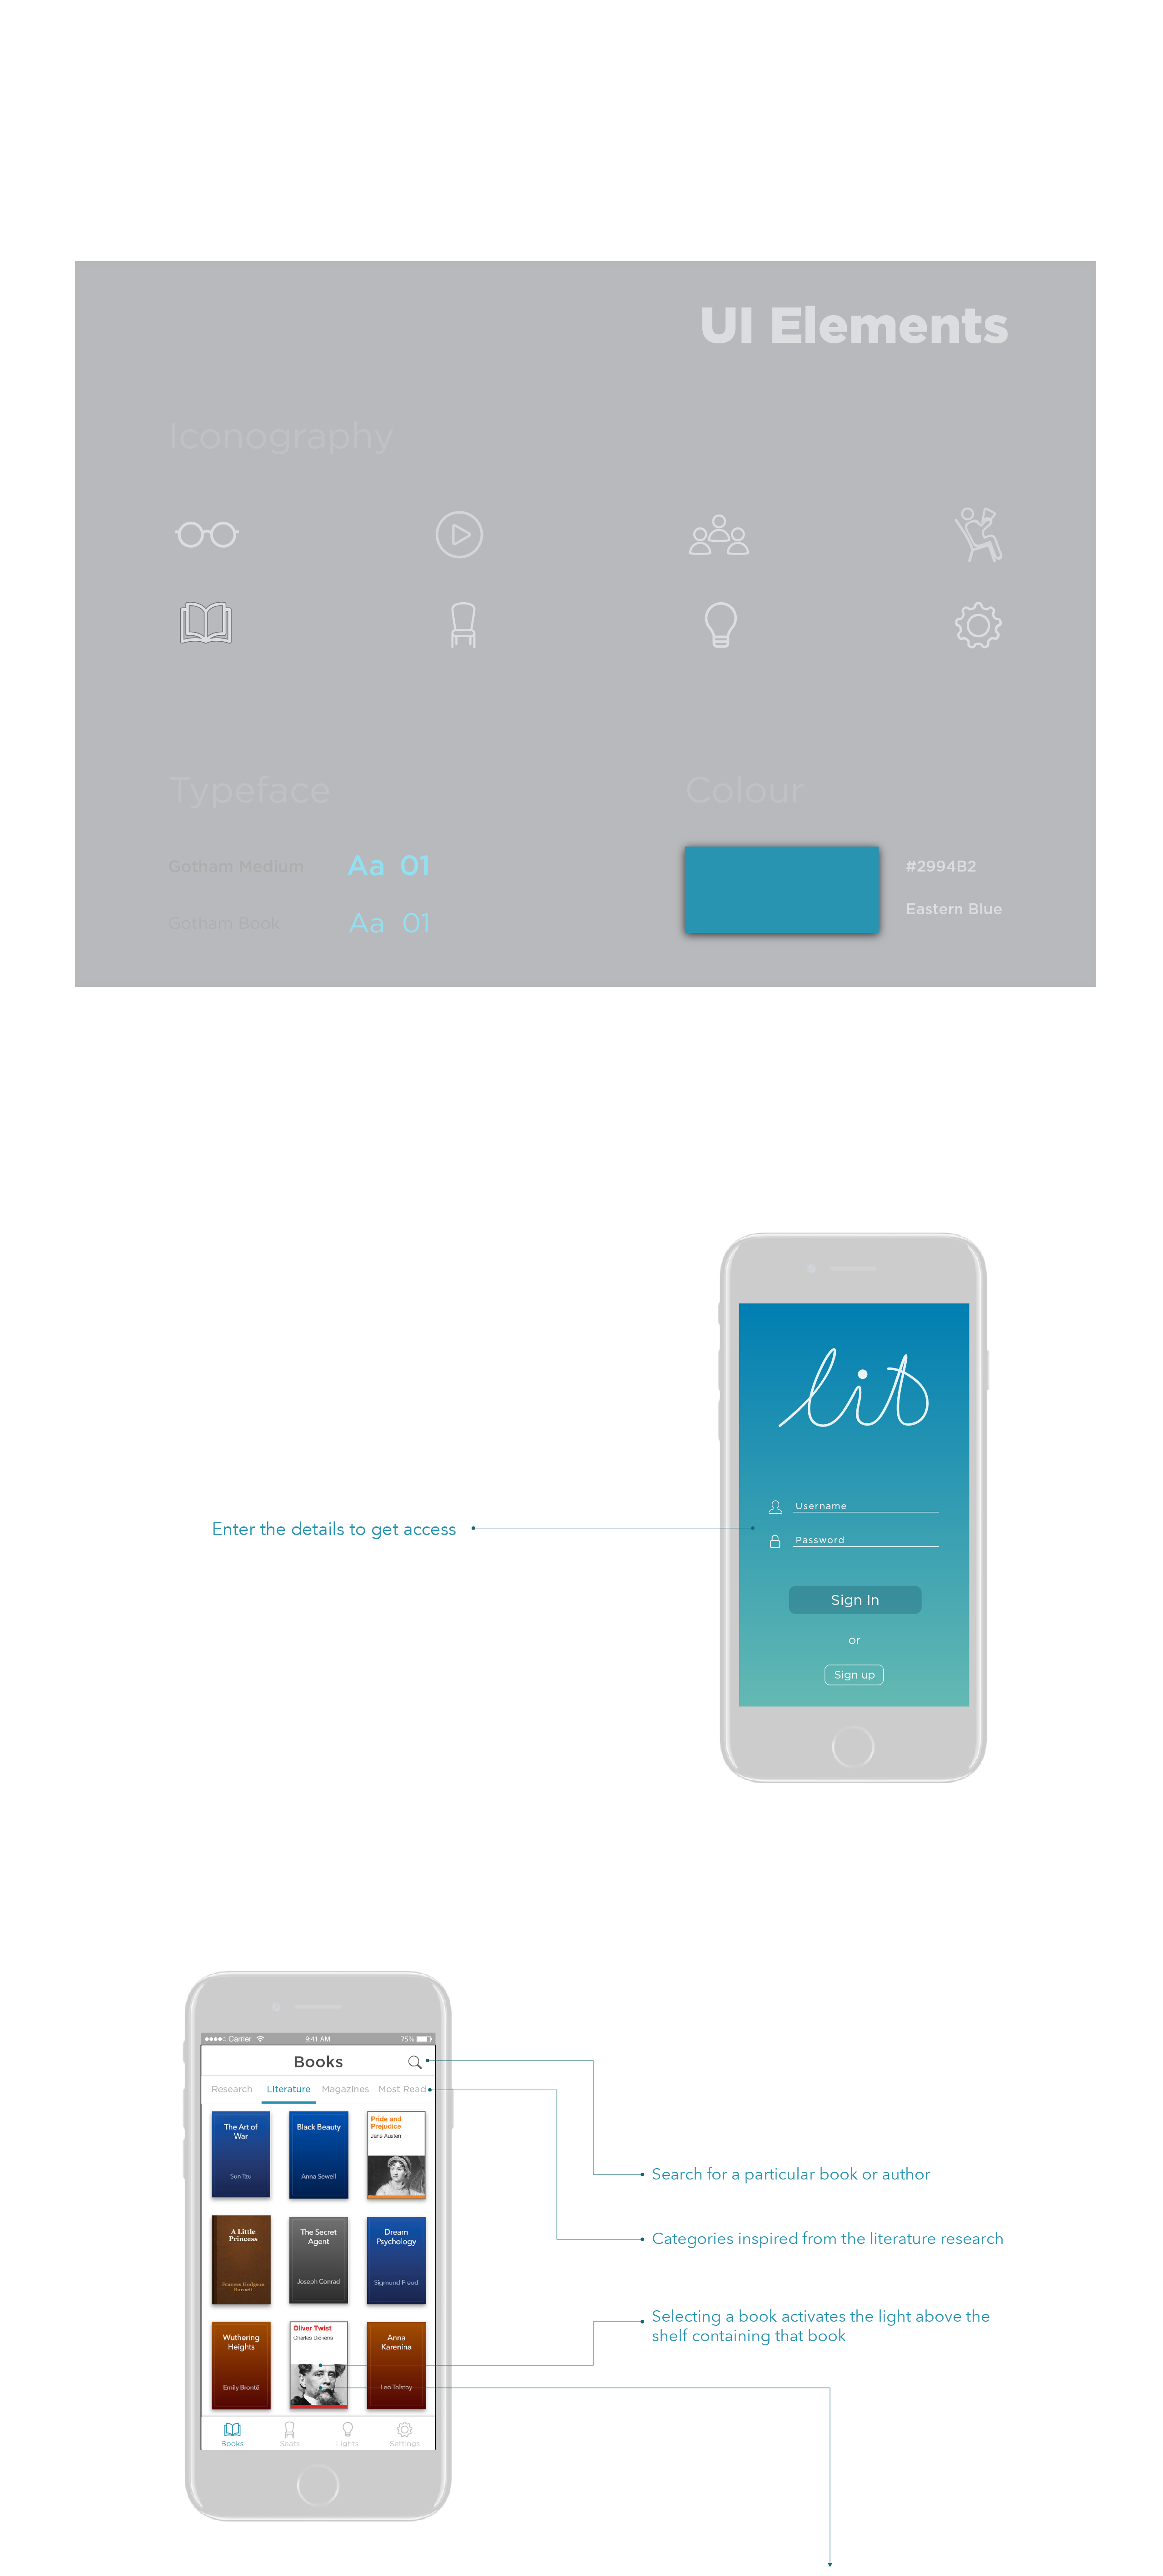 UI Elements
Iconography
Typeface
Colour
Gotham Medium Aa 01
#2994B2
Gotham Book Aa 01
Eastern Blue
lit
Username
Enter the details to get access
Password
Sign In
or
Sign up
Carrier 9:41 AM 75%
Books
Research Literature Magazines Most Read
The Art of
War
Sun Tzu
Black Beauty
Anna Sewell
Pride and
Prejudice
Jane Austen
Search for a particular book or author
A Little
Princess
Frances Hodgson
Burnett
The Secret
Agent
Joseph Conrad
Dream
Psychology
Sigmund Freud
Categories inspired from the literature research
Selecting a book activates the light above the
shelf containing that book
Wuthering
Heights
Emily Brontë
Oliver Twist
Charles Dickens
Anna
Karenina
Leo Tolstoy
Books Seats Lights Settings